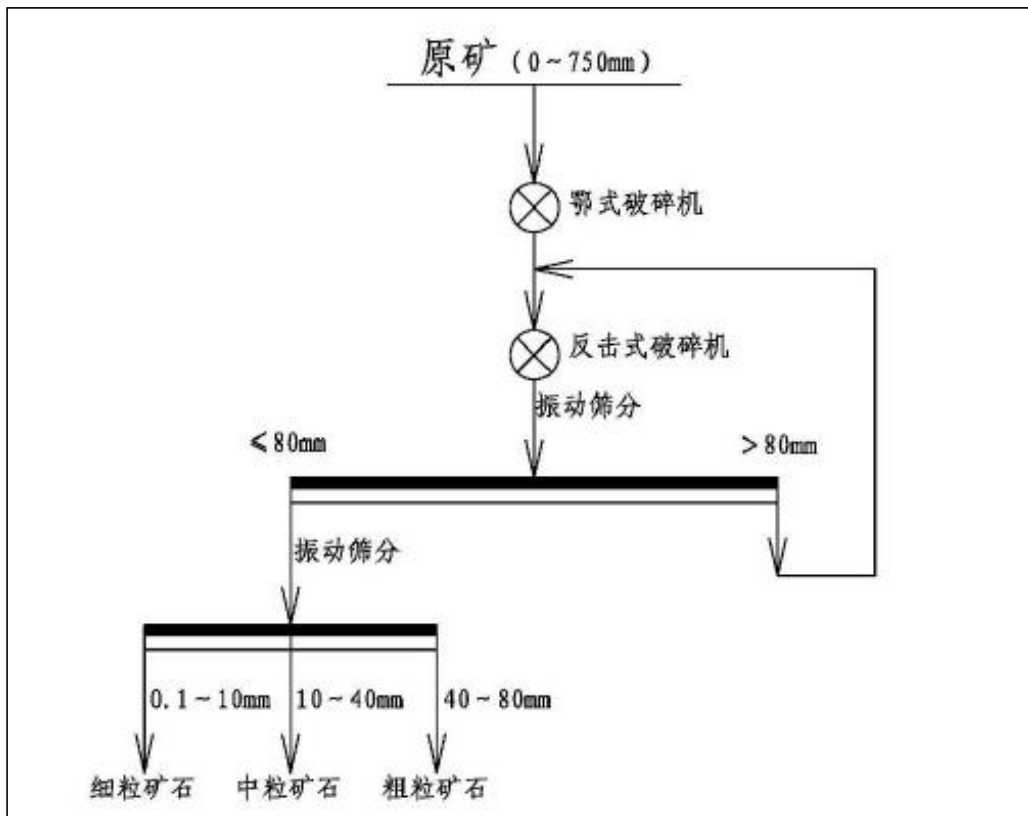 原矿（0～750mm）
鄂式破碎机
反击式破碎机
振动筛分
≤80mm
＞80mm
振动筛分
0.1～10mm
10～40mm
40～80mm
细粒矿石
中粒矿石
粗粒矿石